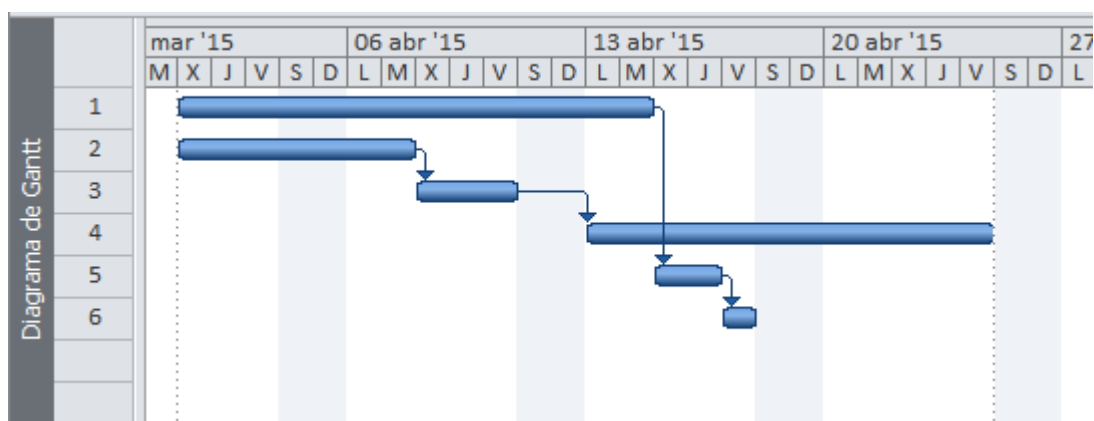 mar '15 06 abr '15 13 abr '15 20 abr '15 27
M X J V S D L M X J V S D L M X J V S D L M X J V S D L
1
2
3
4
5
6
Diagrama de Gantt